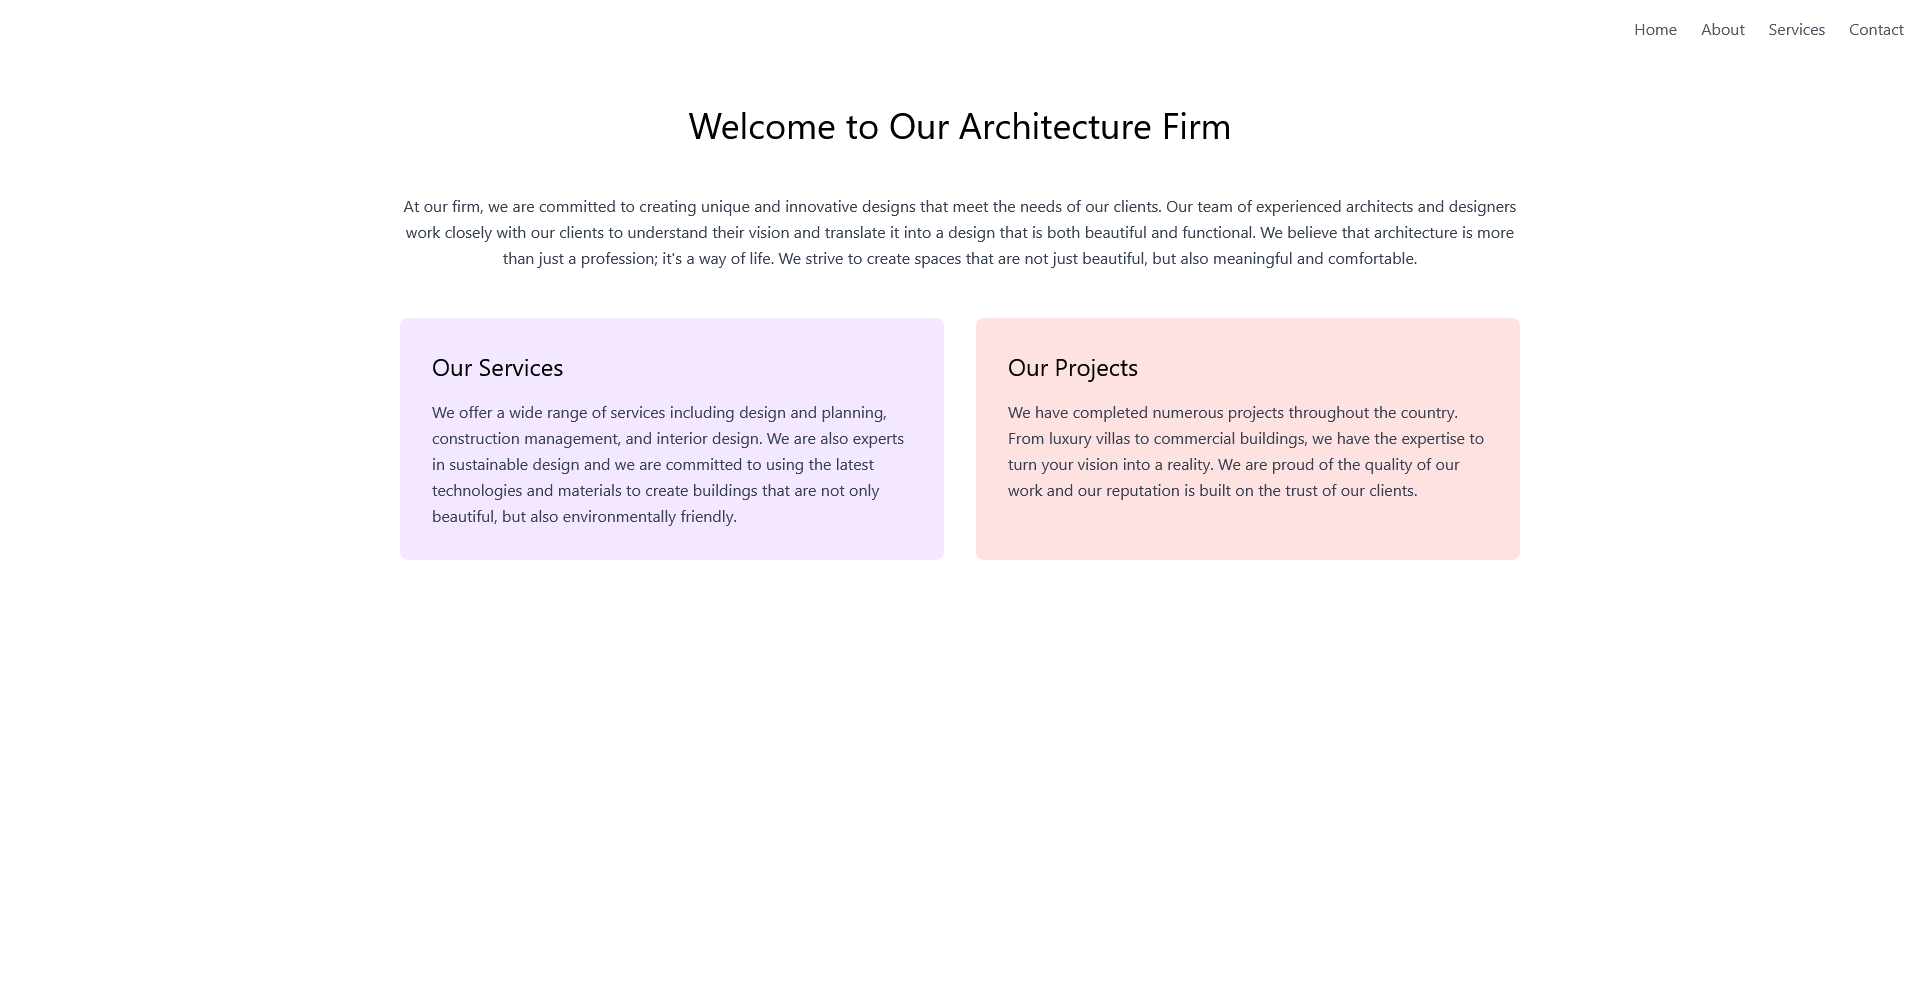 Home About Services Contact
Welcome to Our Architecture Firm
At our firm, we are committed to creating unique and innovative designs that meet the needs of our clients. Our team of experienced architects and designers
work closely with our clients to understand their vision and translate it into a design that is both beautiful and functional. We believe that architecture is more
than just a profession; it's a way of life. We strive to create spaces that are not just beautiful, but also meaningful and comfortable.
Our Services
We offer a wide range of services including design and planning,
construction management, and interior design. We are also experts
in sustainable design and we are committed to using the latest
technologies and materials to create buildings that are not only
beautiful, but also environmentally friendly.
Our Projects
We have completed numerous projects throughout the country.
From luxury villas to commercial buildings, we have the expertise to
turn your vision into a reality. We are proud of the quality of our
work and our reputation is built on the trust of our clients.